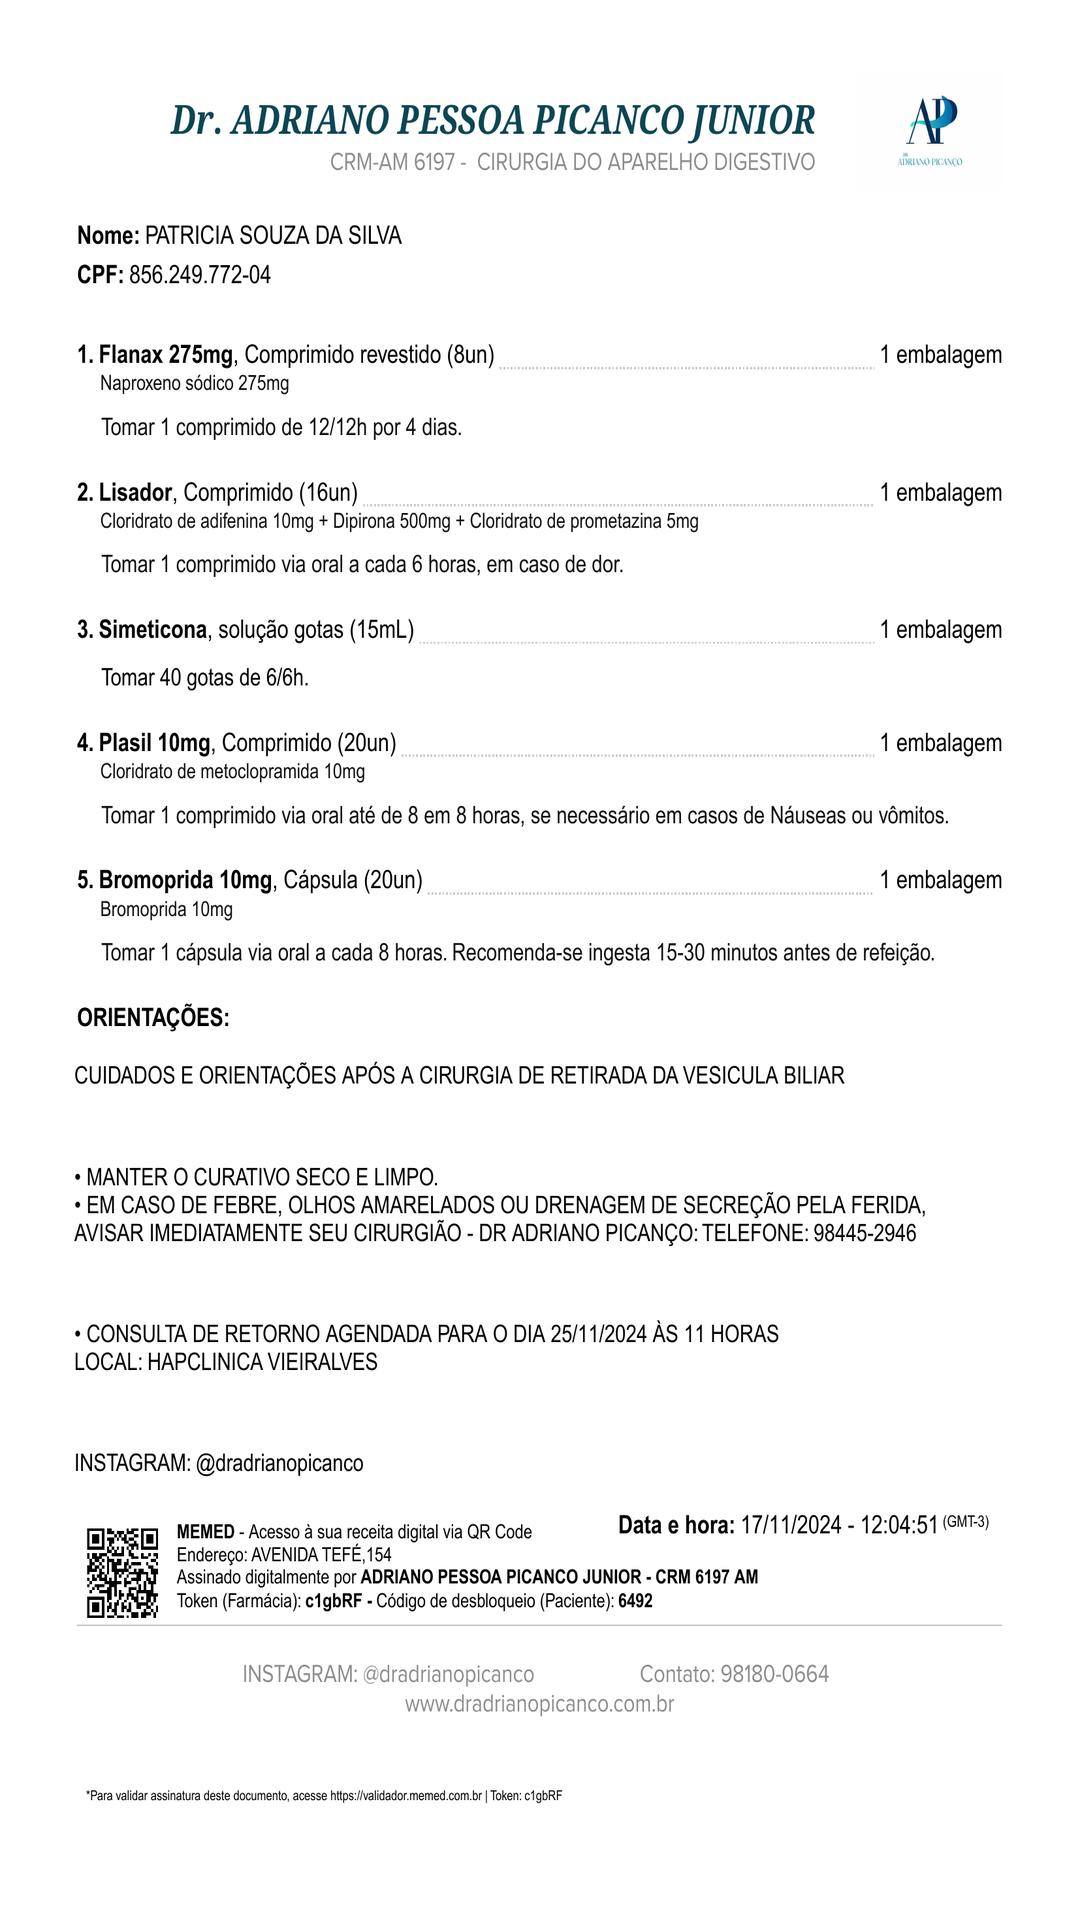 Dr. ADRIANO PESSOA PICANCO JUNIOR
CRM-AM 6197 - CIRURGIA DO APARELHO DIGESTIVO
AP
DR
ADRIANO PICANÇO
Nome: PATRICIA SOUZA DA SILVA
CPF: 856.249.772-04
1. Flanax 275mg, Comprimido revestido (8un) 1 embalagem
Naproxeno sódico 275mg
Tomar 1 comprimido de 12/12h por 4 dias.
2. Lisador, Comprimido (16un) 1 embalagem
Cloridrato de adifenina 10mg + Dipirona 500mg + Cloridrato de prometazina 5mg
Tomar 1 comprimido via oral a cada 6 horas, em caso de dor.
3. Simeticona, solução gotas (15mL) 1 embalagem
Tomar 40 gotas de 6/6h.
4. Plasil 10mg, Comprimido (20un) 1 embalagem
Cloridrato de metoclopramida 10mg
Tomar 1 comprimido via oral até de 8 em 8 horas, se necessário em casos de Náuseas ou vômitos.
5. Bromoprida 10mg, Cápsula (20un) 1 embalagem
Bromoprida 10mg
Tomar 1 cápsula via oral a cada 8 horas. Recomenda-se ingesta 15-30 minutos antes de refeição.
ORIENTAÇÕES:
CUIDADOS E ORIENTAÇÕES APÓS A CIRURGIA DE RETIRADA DA VESICULA BILIAR
• MANTER O CURATIVO SECO E LIMPO.
• EM CASO DE FEBRE, OLHOS AMARELADOS OU DRENAGEM DE SECREÇÃO PELA FERIDA,
AVISAR IMEDIATAMENTE SEU CIRURGIÃO - DR ADRIANO PICANÇO: TELEFONE: 98445-2946
• CONSULTA DE RETORNO AGENDADA PARA O DIA 25/11/2024 ÀS 11 HORAS
LOCAL: HAPCLINICA VIEIRALVES
INSTAGRAM: @dradrianopicanco
MEMED - Acesso à sua receita digital via QR Code
Endereço: AVENIDA TEFÉ,154
Assinado digitalmente por ADRIANO PESSOA PICANCO JUNIOR - CRM 6197 AM
Token (Farmácia): c1gbRF - Código de desbloqueio (Paciente): 6492
Data e hora: 17/11/2024 - 12:04:51 (GMT-3)
INSTAGRAM: @dradrianopicanco Contato: 98180-0664
www.dradrianopicanco.com.br
*Para validar assinatura deste documento, acesse https://validador.memed.com.br | Token: c1gbRF